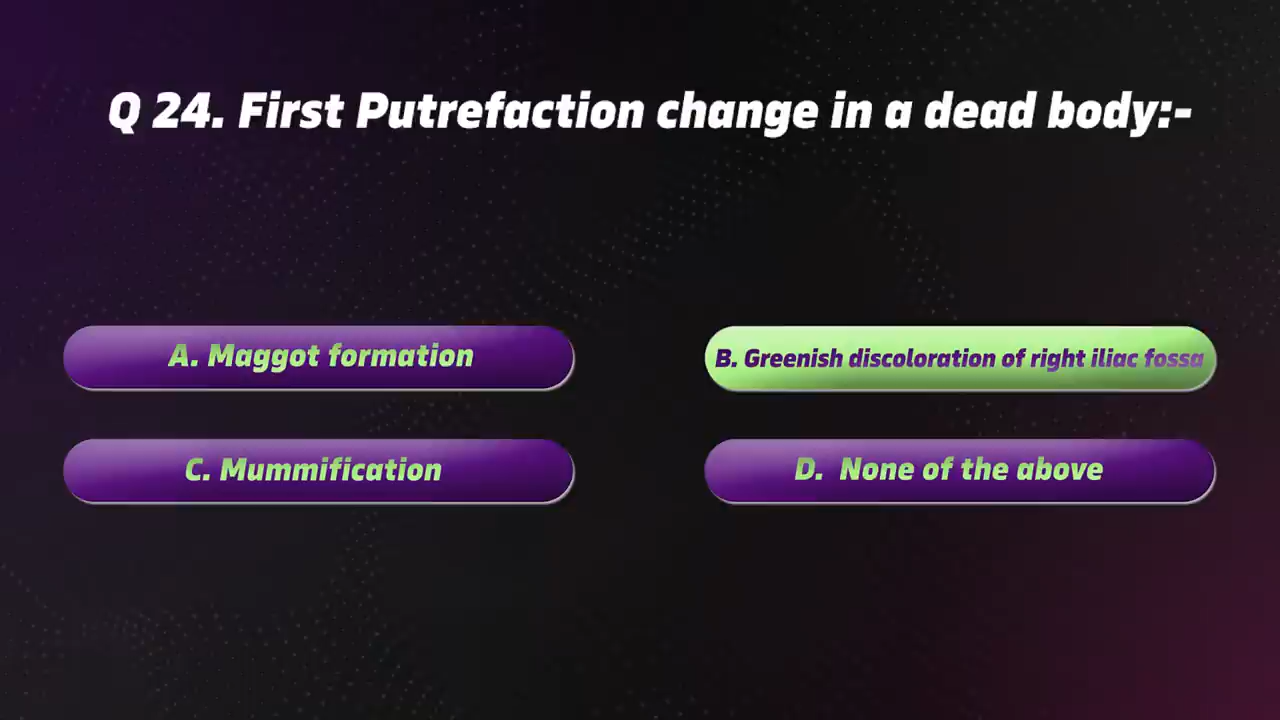 Q 24. First Putrefaction change in a dead body:-
A. Maggot formation
B. Greenish discoloration of right iliac fossa
C. Mummification
D. None of the above